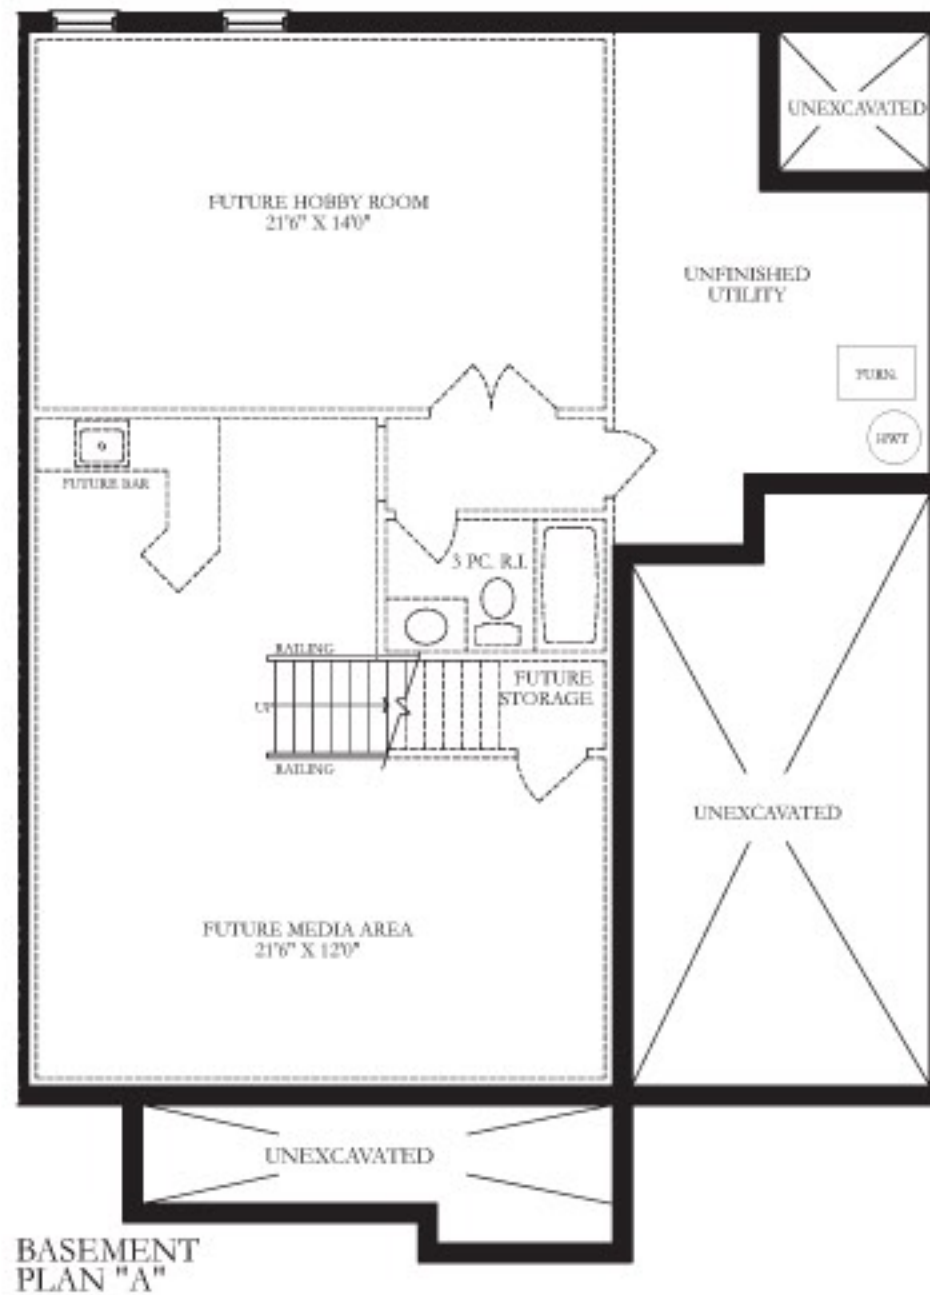 UNEXCAVATED
FUTURE HOBBY ROOM
21'6" X 14'0"
UNFINISHED
UTILITY
FURN.
HWT
FUTURE BAR
3 PC. R.I.
RAILING
FUTURE
STORAGE
UP
RAILING
UNEXCAVATED
FUTURE MEDIA AREA
21'6" X 12'0"
UNEXCAVATED
BASEMENT
PLAN "A"